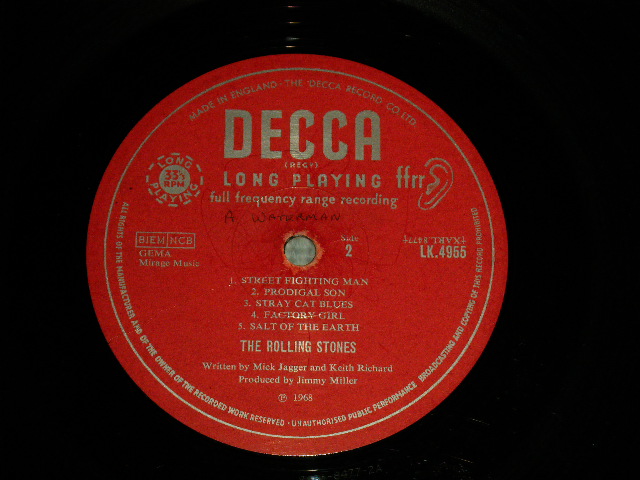 MADE IN ENGLAND · THE DECCA RECORD CO. LTD.
DECCA
(REGD)
LONG PLAYING
33⅓ RPM
LONG PLAYING ffrr
full frequency range recording
A WATERMAN
BIEM NCB
GEMA
Mirage Music
Side
2
LK.4955
1. STREET FIGHTING MAN
2. PRODIGAL SON
3. STRAY CAT BLUES
4. FACTORY GIRL
5. SALT OF THE EARTH
THE ROLLING STONES
Written by Mick Jagger and Keith Richard
Produced by Jimmy Miller
℗ 1968
ALL RIGHTS OF THE MANUFACTURER AND OF THE OWNER OF THE RECORDED WORK RESERVED · UNAUTHORISED PUBLIC PERFORMANCE BROADCASTING AND COPYING OF THIS RECORD PROHIBITED